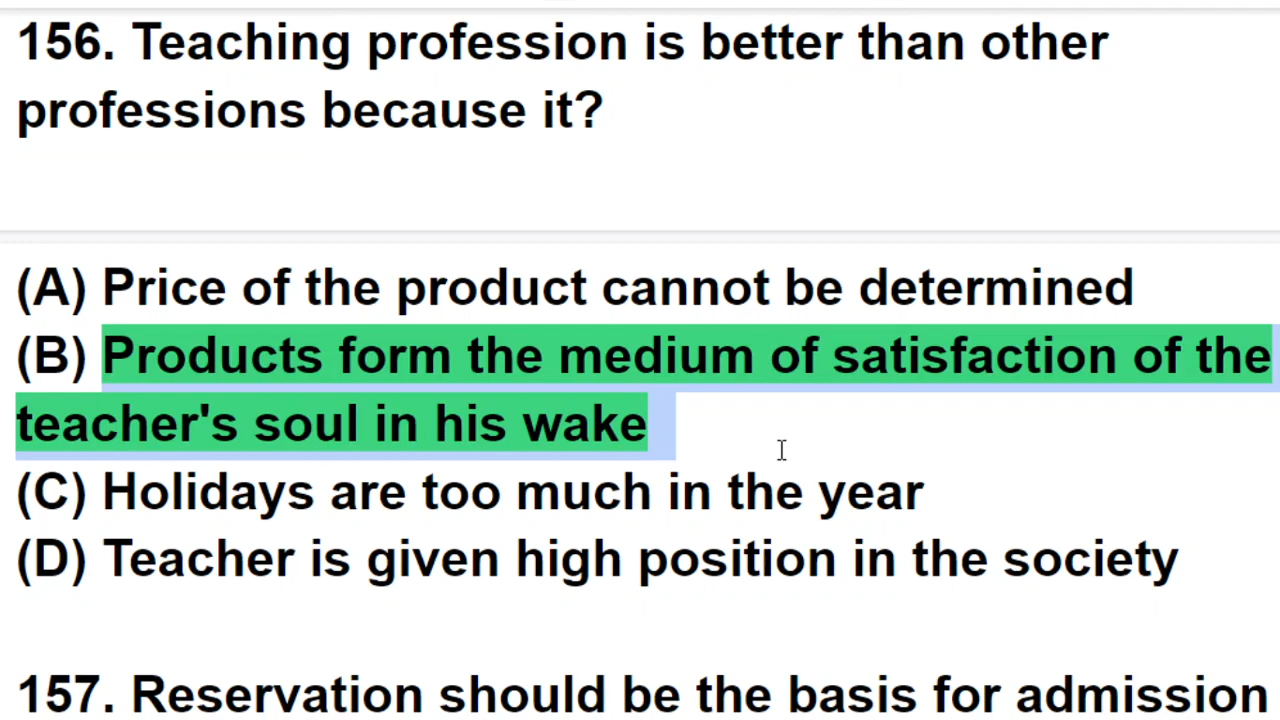 156. Teaching profession is better than other
professions because it?
(A) Price of the product cannot be determined
(B) Products form the medium of satisfaction of the
teacher's soul in his wake
(C) Holidays are too much in the year
(D) Teacher is given high position in the society
157. Reservation should be the basis for admission